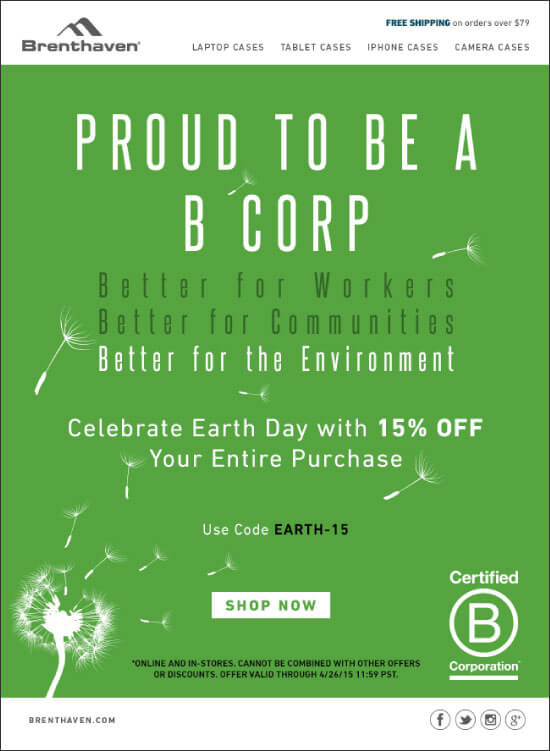 Brenthaven®
FREE SHIPPING on orders over $79
LAPTOP CASES TABLET CASES IPHONE CASES CAMERA CASES
PROUD TO BE A
B CORP
Better for Workers
Better for Communities
Better for the Environment
Celebrate Earth Day with 15% OFF
Your Entire Purchase
Use Code EARTH-15
SHOP NOW
Certified
B
Corporation
*ONLINE AND IN-STORES. CANNOT BE COMBINED WITH OTHER OFFERS
OR DISCOUNTS. OFFER VALID THROUGH 4/26/15 11:59 PST.
BRENTHAVEN.COM
f g+